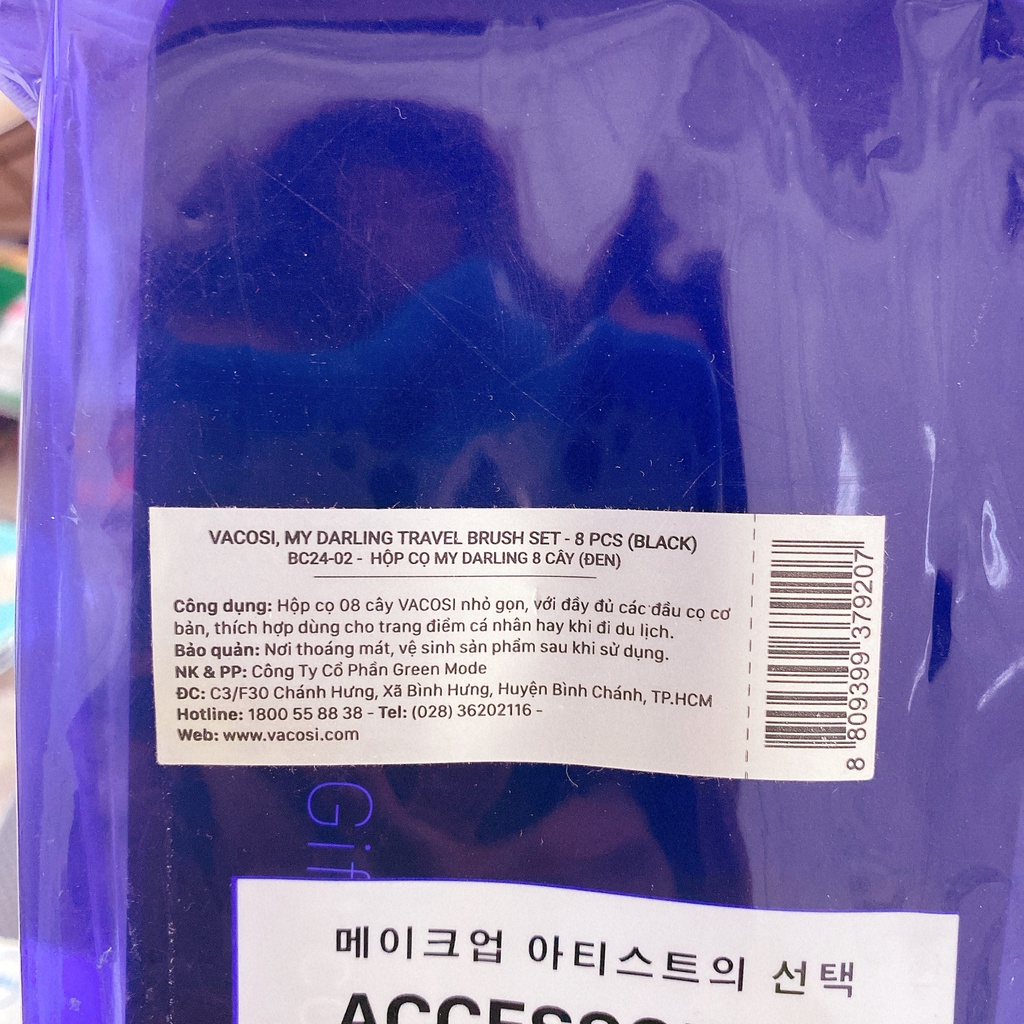 VACOSI, MY DARLING TRAVEL BRUSH SET - 8 PCS (BLACK)
BC24-02 - HỘP CỌ MY DARLING 8 CÂY (ĐEN)
Công dụng: Hộp cọ 08 cây VACOSI nhỏ gọn, với đầy đủ các đầu cọ cơ
bản, thích hợp dùng cho trang điểm cá nhân hay khi đi du lịch.
Bảo quản: Nơi thoáng mát, vệ sinh sản phẩm sau khi sử dụng.
NK & PP: Công Ty Cổ Phần Green Mode
ĐC: C3/F30 Chánh Hưng, Xã Bình Hưng, Huyện Bình Chánh, TP.HCM
Hotline: 1800 55 88 38 - Tel: (028) 36202116 -
Web: www.vacosi.com
8 809399 379207
메이크업 아티스트의 선택